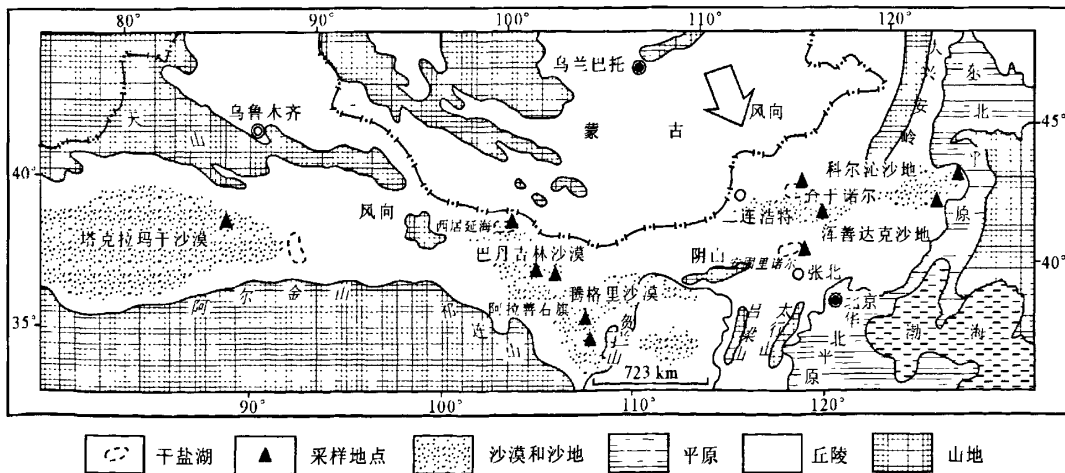 80° 90° 100° 110° 120°
乌兰巴托
乌鲁木齐
天山
蒙古
风向
大兴安岭
东北平原
45°
40°
科尔沁沙地
二连浩特
浑善达克沙地
风向
西居延海
塔克拉玛干沙漠
巴丹吉林沙漠
阴山
安固里诺尔
张北
40°
阿尔金山
祁连山
阿拉善右旗
腾格里沙漠
贺兰山
吕梁山
太行山
北京
华北平原
渤海
35°
723 km
90° 100° 110° 120°
干盐湖 采样地点 沙漠和沙地 平原 丘陵 山地